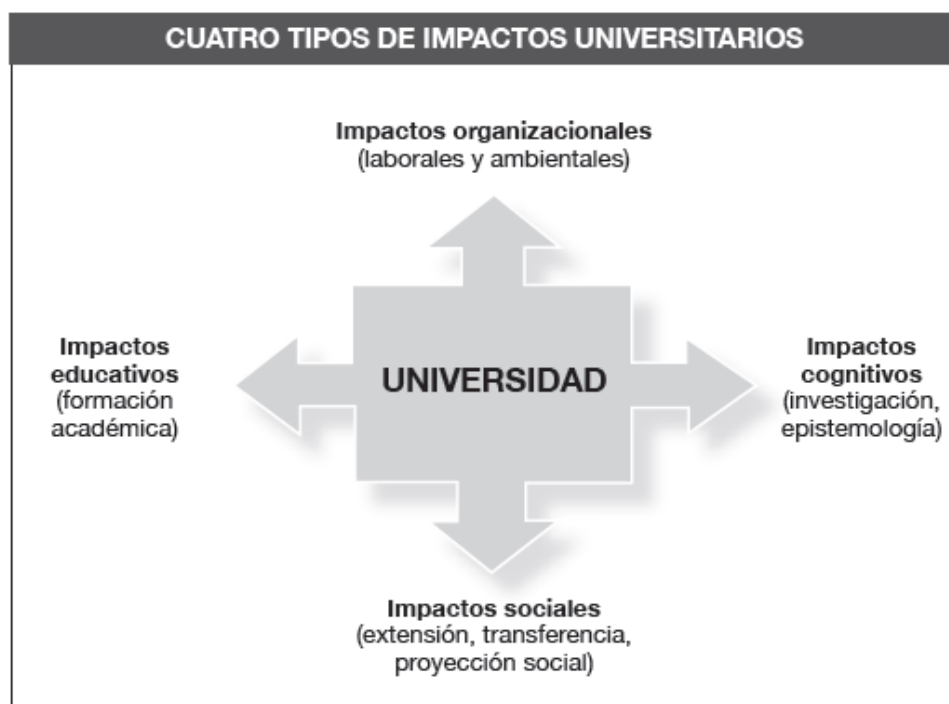 CUATRO TIPOS DE IMPACTOS UNIVERSITARIOS
Impactos organizacionales
(laborales y ambientales)
Impactos
educativos
(formación
académica)
UNIVERSIDAD
Impactos
cognitivos
(investigación,
epistemología)
Impactos sociales
(extensión, transferencia,
proyección social)